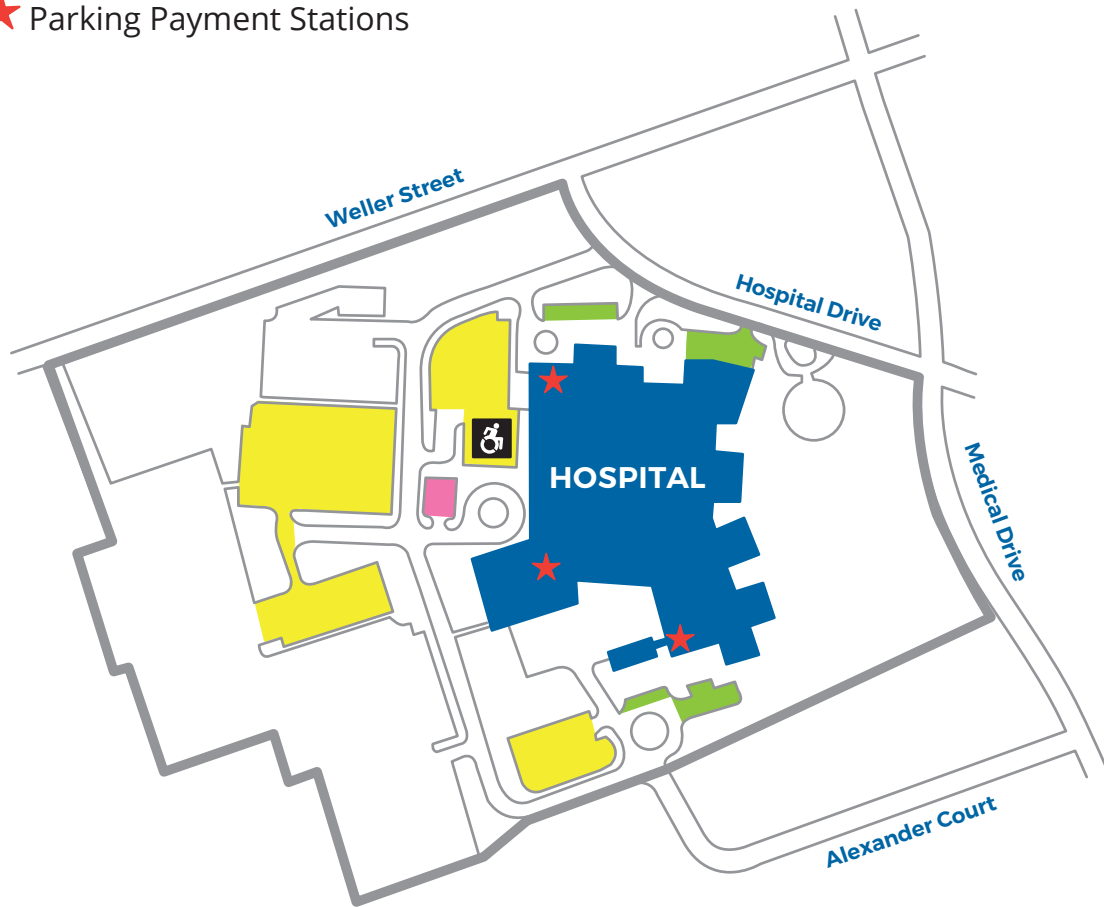 Parking Payment Stations
Weller Street
Hospital Drive
HOSPITAL
Medical Drive
Alexander Court